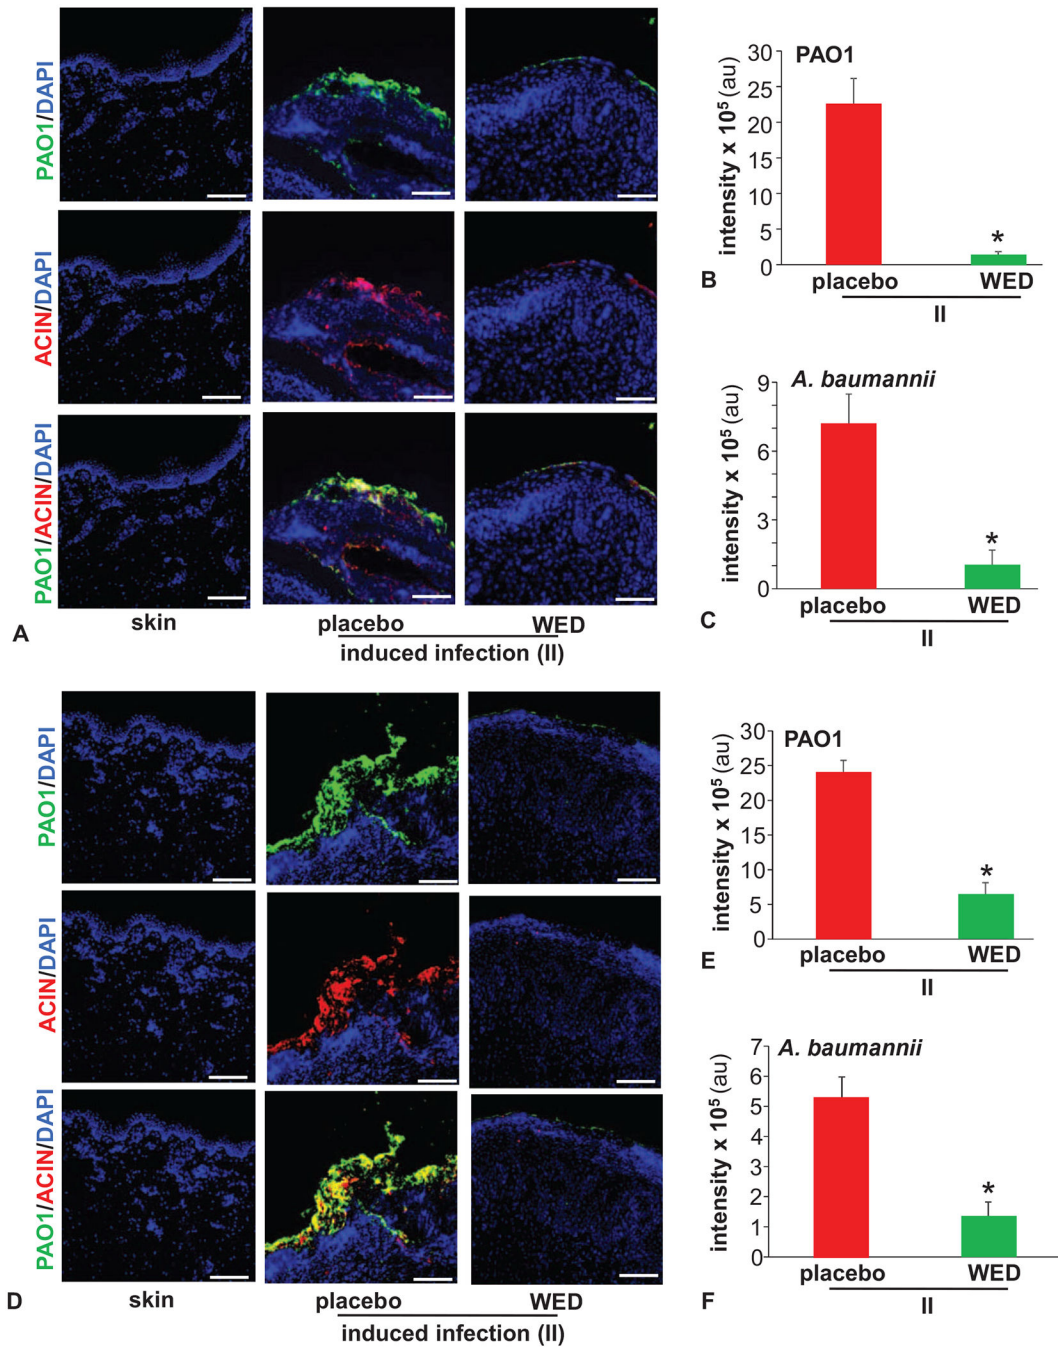 PAO1/DAPI
ACIN/DAPI
PAO1/ACIN/DAPI
skin
placebo
WED
induced infection (II)
A
PAO1
intensity x 10⁵ (au)
30
25
20
15
10
5
0
placebo
WED
II
B
A. baumannii
intensity x 10⁵ (au)
9
6
3
0
placebo
WED
II
C
PAO1/DAPI
ACIN/DAPI
PAO1/ACIN/DAPI
skin
placebo
WED
induced infection (II)
D
PAO1
intensity x 10⁵ (au)
30
25
20
15
10
5
0
*
placebo
WED
II
E
A. baumannii
intensity x 10⁵ (au)
7
6
5
4
3
2
1
0
*
placebo
WED
II
F